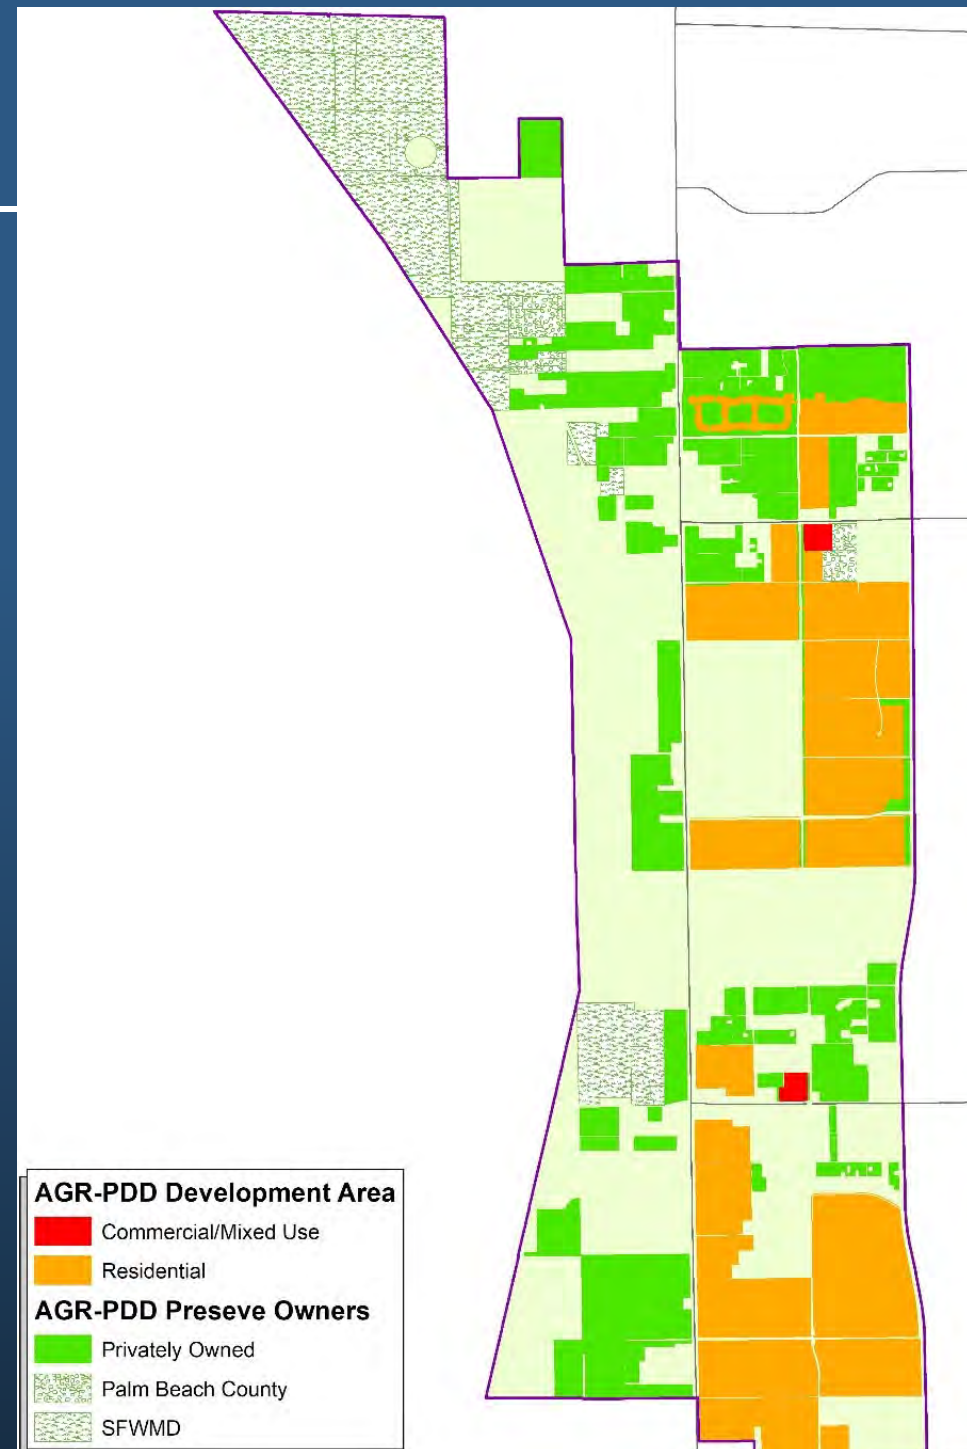 AGR-PDD Development Area
Commercial/Mixed Use
Residential
AGR-PDD Preseve Owners
Privately Owned
Palm Beach County
SFWMD